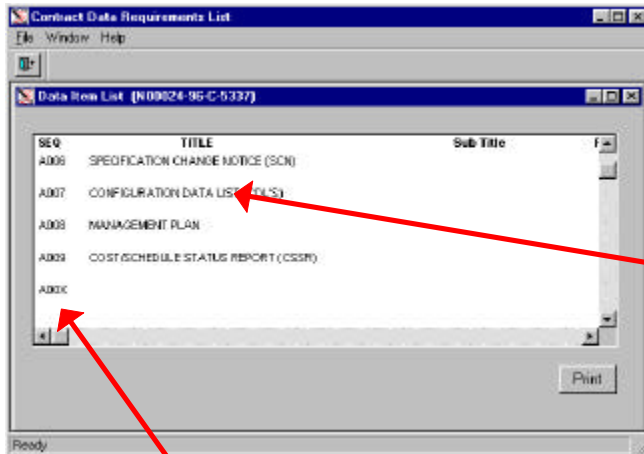 Contract Data Requirements List
File Window Help
Data Item List (N00024-96-C-5337)
SEQ TITLE Sub Title F
A006 SPECIFICATION CHANGE NOTICE (SCN)
A007 CONFIGURATION DATA LIST
A008 MANAGEMENT PLAN
A009 COST/SCHEDULE STATUS REPORT (CSSR)
A00X
Print
Ready